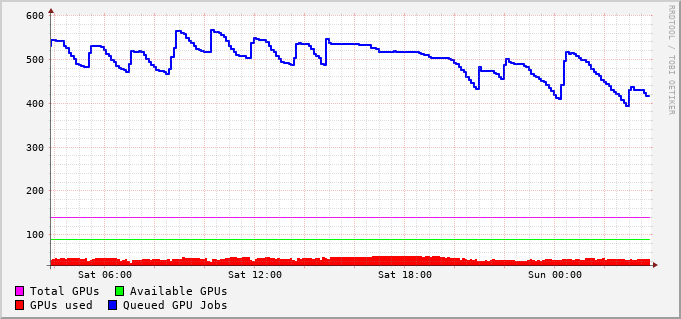 600
500
400
300
200
100
Sat 06:00 Sat 12:00 Sat 18:00 Sun 00:00
Total GPUs Available GPUs
GPUs used Queued GPU Jobs
RRDTOOL / TOBI OETIKER